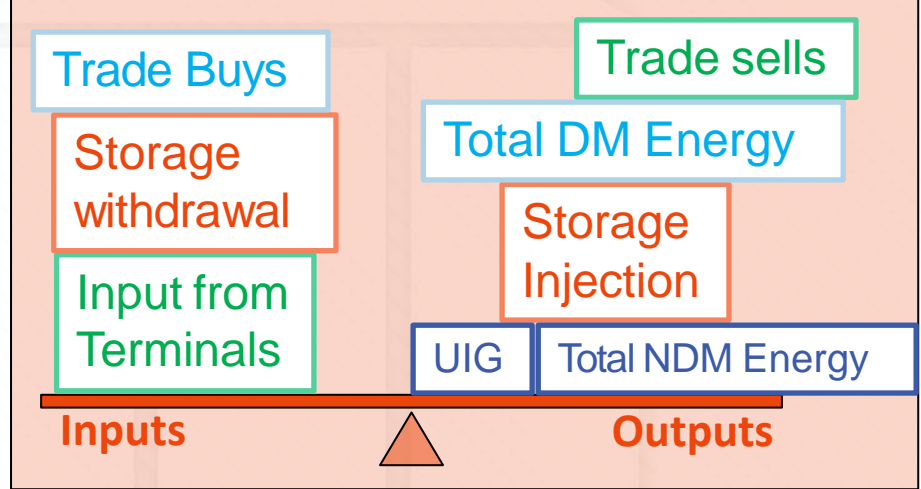 Trade Buys
Storage
withdrawal
Input from
Terminals
Trade sells
Total DM Energy
Storage
Injection
UIG
Total NDM Energy
Inputs
Outputs